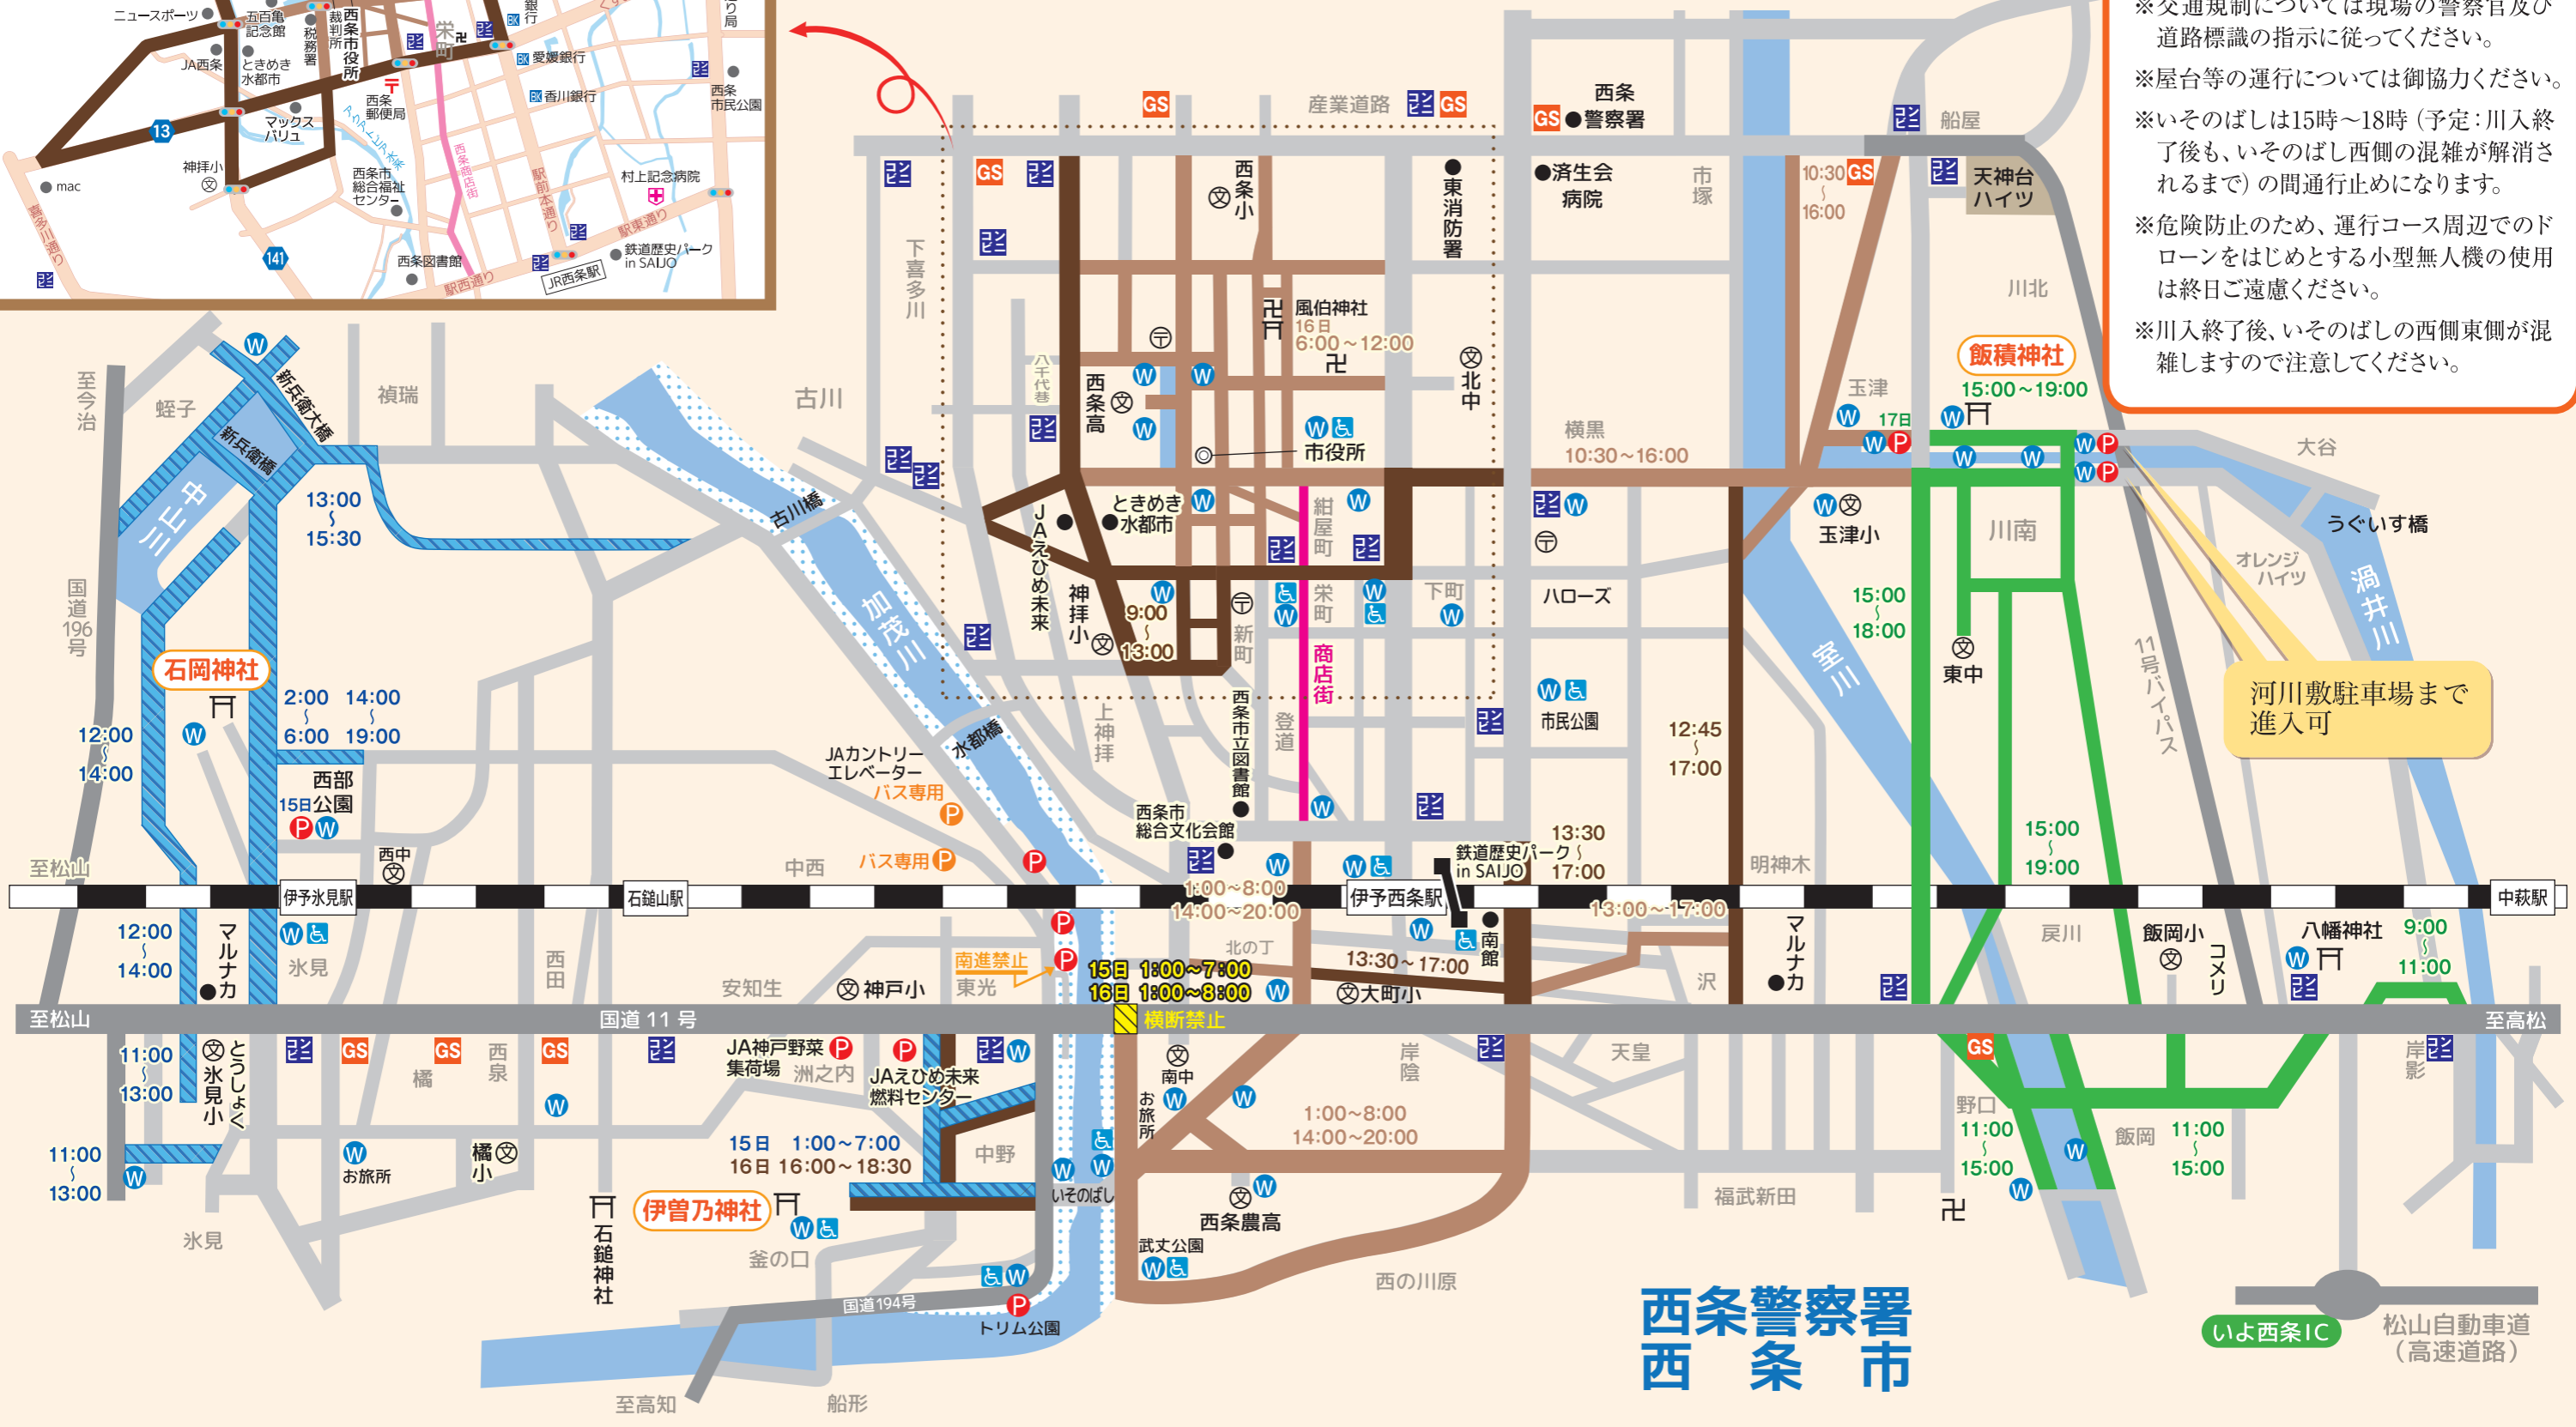 ニュースポーツ
五百亀
記念館
税務署
裁判所
西条市役所
栄町
銀行
愛媛銀行
香川銀行
JA西条
ときめき
水都市
マックス
バリュ
西条
郵便局
アクアトピア水系
西条商店街
駅前本通り
西条
市民公園
13
神拝小
mac
喜多川通り
西条市
総合福祉
センター
村上記念病院
141
西条図書館
駅西通り
駅東通り
JR西条駅
鉄道歴史パーク
in SAIJO
※交通規制については現場の警察官及び
道路標識の指示に従ってください。
※屋台等の運行については御協力ください。
※いそのばしは15時～18時（予定：川入終
了後も、いそのばし西側の混雑が解消さ
れるまで）の間通行止めになります。
※危険防止のため、運行コース周辺でのド
ローンをはじめとする小型無人機の使用
は終日ご遠慮ください。
※川入終了後、いそのばしの西側東側が混
雑しますので注意してください。
産業道路
GS
コンビニ
西条
警察署
船屋
天神台
ハイツ
済生会
病院
市塚
10:30～16:00
東消防署
西条小
下喜多川
風伯神社
16日
6:00～12:00
川北
飯積神社
15:00～19:00
玉津
17日
北中
西条高
八千代巷
古川
禎瑞
蛭子
至今治
新兵衛大橋
新兵衛橋
中山川
13:00～15:30
国道196号
石岡神社
2:00～6:00
14:00～19:00
12:00～14:00
西部
公園
15日
西中
至松山
市役所
横黒
10:30～16:00
大谷
うぐいす橋
オレンジ
ハイツ
渦井川
玉津小
川南
15:00～18:00
東中
11号バイパス
河川敷駐車場まで
進入可
古川橋
加茂川
水都橋
JAえひめ未来
ときめき
水都市
神拝小
9:00～13:00
紺屋町
栄町
商店街
下町
新町
登道
上神拝
西条市立図書館
西条市
総合文化会館
ハローズ
市民公園
室川
12:45～17:00
JAカントリー
エレベーター
バス専用
バス専用
中西
鉄道歴史パーク
in SAIJO
13:30～17:00
明神木
15:00～19:00
伊予氷見駅
石鎚山駅
伊予西条駅
中萩駅
1:00～8:00
14:00～20:00
13:00～17:00
12:00～14:00
マルナカ
氷見
西田
安知生
神戸小
東光
南進禁止
15日 1:00～7:00
16日 1:00～8:00
北の丁
13:30～17:00
大町小
南館
沢
マルナカ
戻川
飯岡小
コメリ
八幡神社
9:00～11:00
至松山
国道11号
横断禁止
至高松
11:00～13:00
氷見小
とうしょく
橘
西泉
JA神戸野菜
集荷場
洲之内
JAえひめ未来
燃料センター
南中
お旅所
岸陰
天皇
岸影
野口
11:00～15:00
飯岡
11:00～15:00
11:00～13:00
お旅所
橘小
15日 1:00～7:00
16日 16:00～18:30
中野
1:00～8:00
14:00～20:00
伊曽乃神社
いそのばし
西条農高
福武新田
氷見
石鎚神社
釜の口
武丈公園
国道194号
トリム公園
西の川原
至高知
船形
西条警察署
西条市
いよ西条IC
松山自動車道
（高速道路）